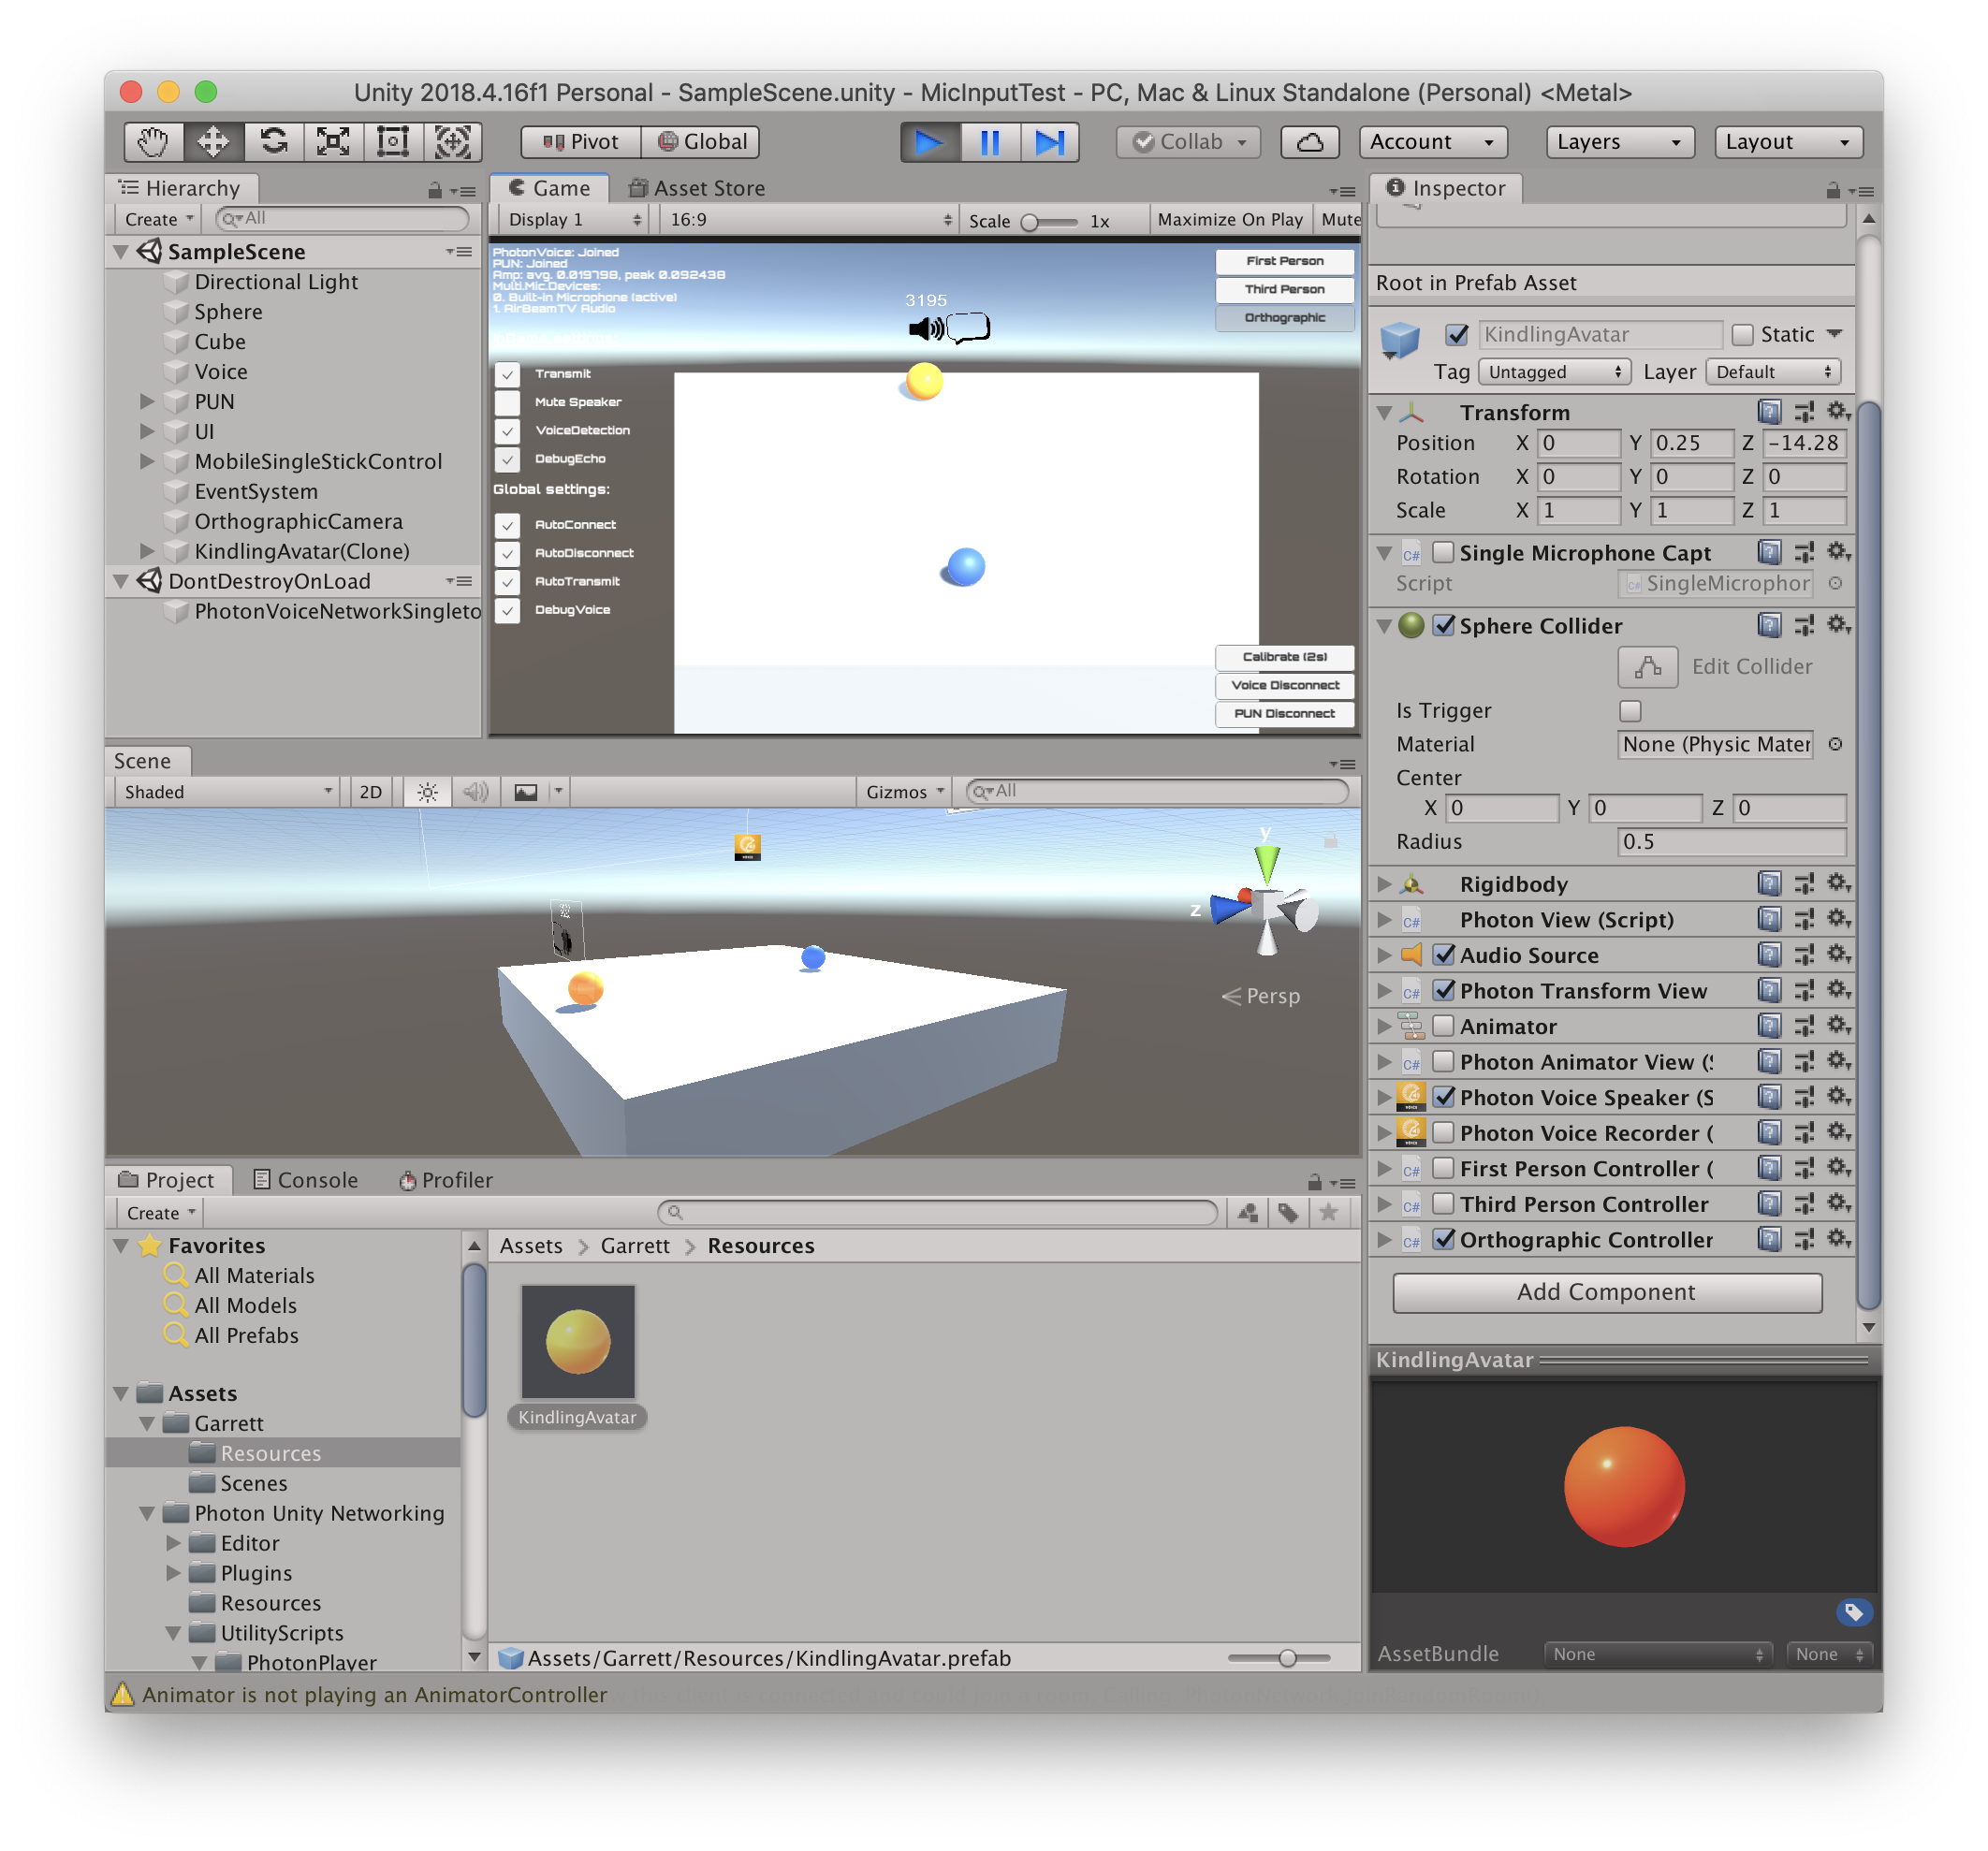 Unity 2018.4.16f1 Personal - SampleScene.unity - MicInputTest - PC, Mac & Linux Standalone (Personal) <Metal>
Pivot Global Collab Account Layers Layout
Hierarchy
Create All
SampleScene
Directional Light
Sphere
Cube
Voice
PUN
UI
MobileSingleStickControl
EventSystem
OrthographicCamera
KindlingAvatar(Clone)
DontDestroyOnLoad
PhotonVoiceNetworkSingleto
Game Asset Store
Display 1 16:9 Scale 1x Maximize On Play Mute
PhotonVoice: Joined
PUN: Joined
Amp: avg. 0.019798, peak 0.092438
Multi.Mic.Devices:
0. Built-in Microphone (active)
1. AirBeamTV Audio
First Person
Third Person
Orthographic
3195
Transmit
Mute Speaker
VoiceDetection
DebugEcho
Global settings:
AutoConnect
AutoDisconnect
AutoTransmit
DebugVoice
Calibrate (2s)
Voice Disconnect
PUN Disconnect
Scene
Shaded 2D Gizmos All
y
z
Persp
Project Console Profiler
Create
Favorites
All Materials
All Models
All Prefabs
Assets
Garrett
Resources
Scenes
Photon Unity Networking
Editor
Plugins
Resources
UtilityScripts
PhotonPlayer
Assets Garrett Resources
KindlingAvatar
Assets/Garrett/Resources/KindlingAvatar.prefab
Inspector
Root in Prefab Asset
KindlingAvatar Static
Tag Untagged Layer Default
Transform
Position X 0 Y 0.25 Z -14.28
Rotation X 0 Y 0 Z 0
Scale X 1 Y 1 Z 1
C# Single Microphone Capt
Script C# SingleMicrophor
Sphere Collider
Edit Collider
Is Trigger
Material None (Physic Mater
Center
X 0 Y 0 Z 0
Radius 0.5
Rigidbody
C# Photon View (Script)
Audio Source
C# Photon Transform View
Animator
C# Photon Animator View (S
Photon Voice Speaker (S
Photon Voice Recorder (
C# First Person Controller (
C# Third Person Controller
C# Orthographic Controller
Add Component
KindlingAvatar
AssetBundle None None
Animator is not playing an AnimatorController